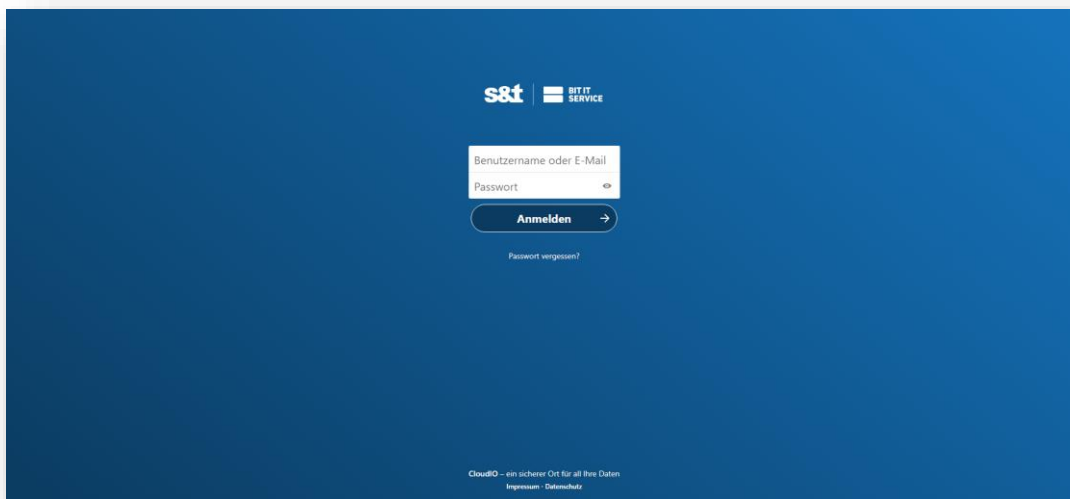 s&t
BIT IT
SERVICE
Benutzername oder E-Mail
Passwort
Anmelden
Passwort vergessen?
CloudIO – ein sicherer Ort für all Ihre Daten
Impressum · Datenschutz